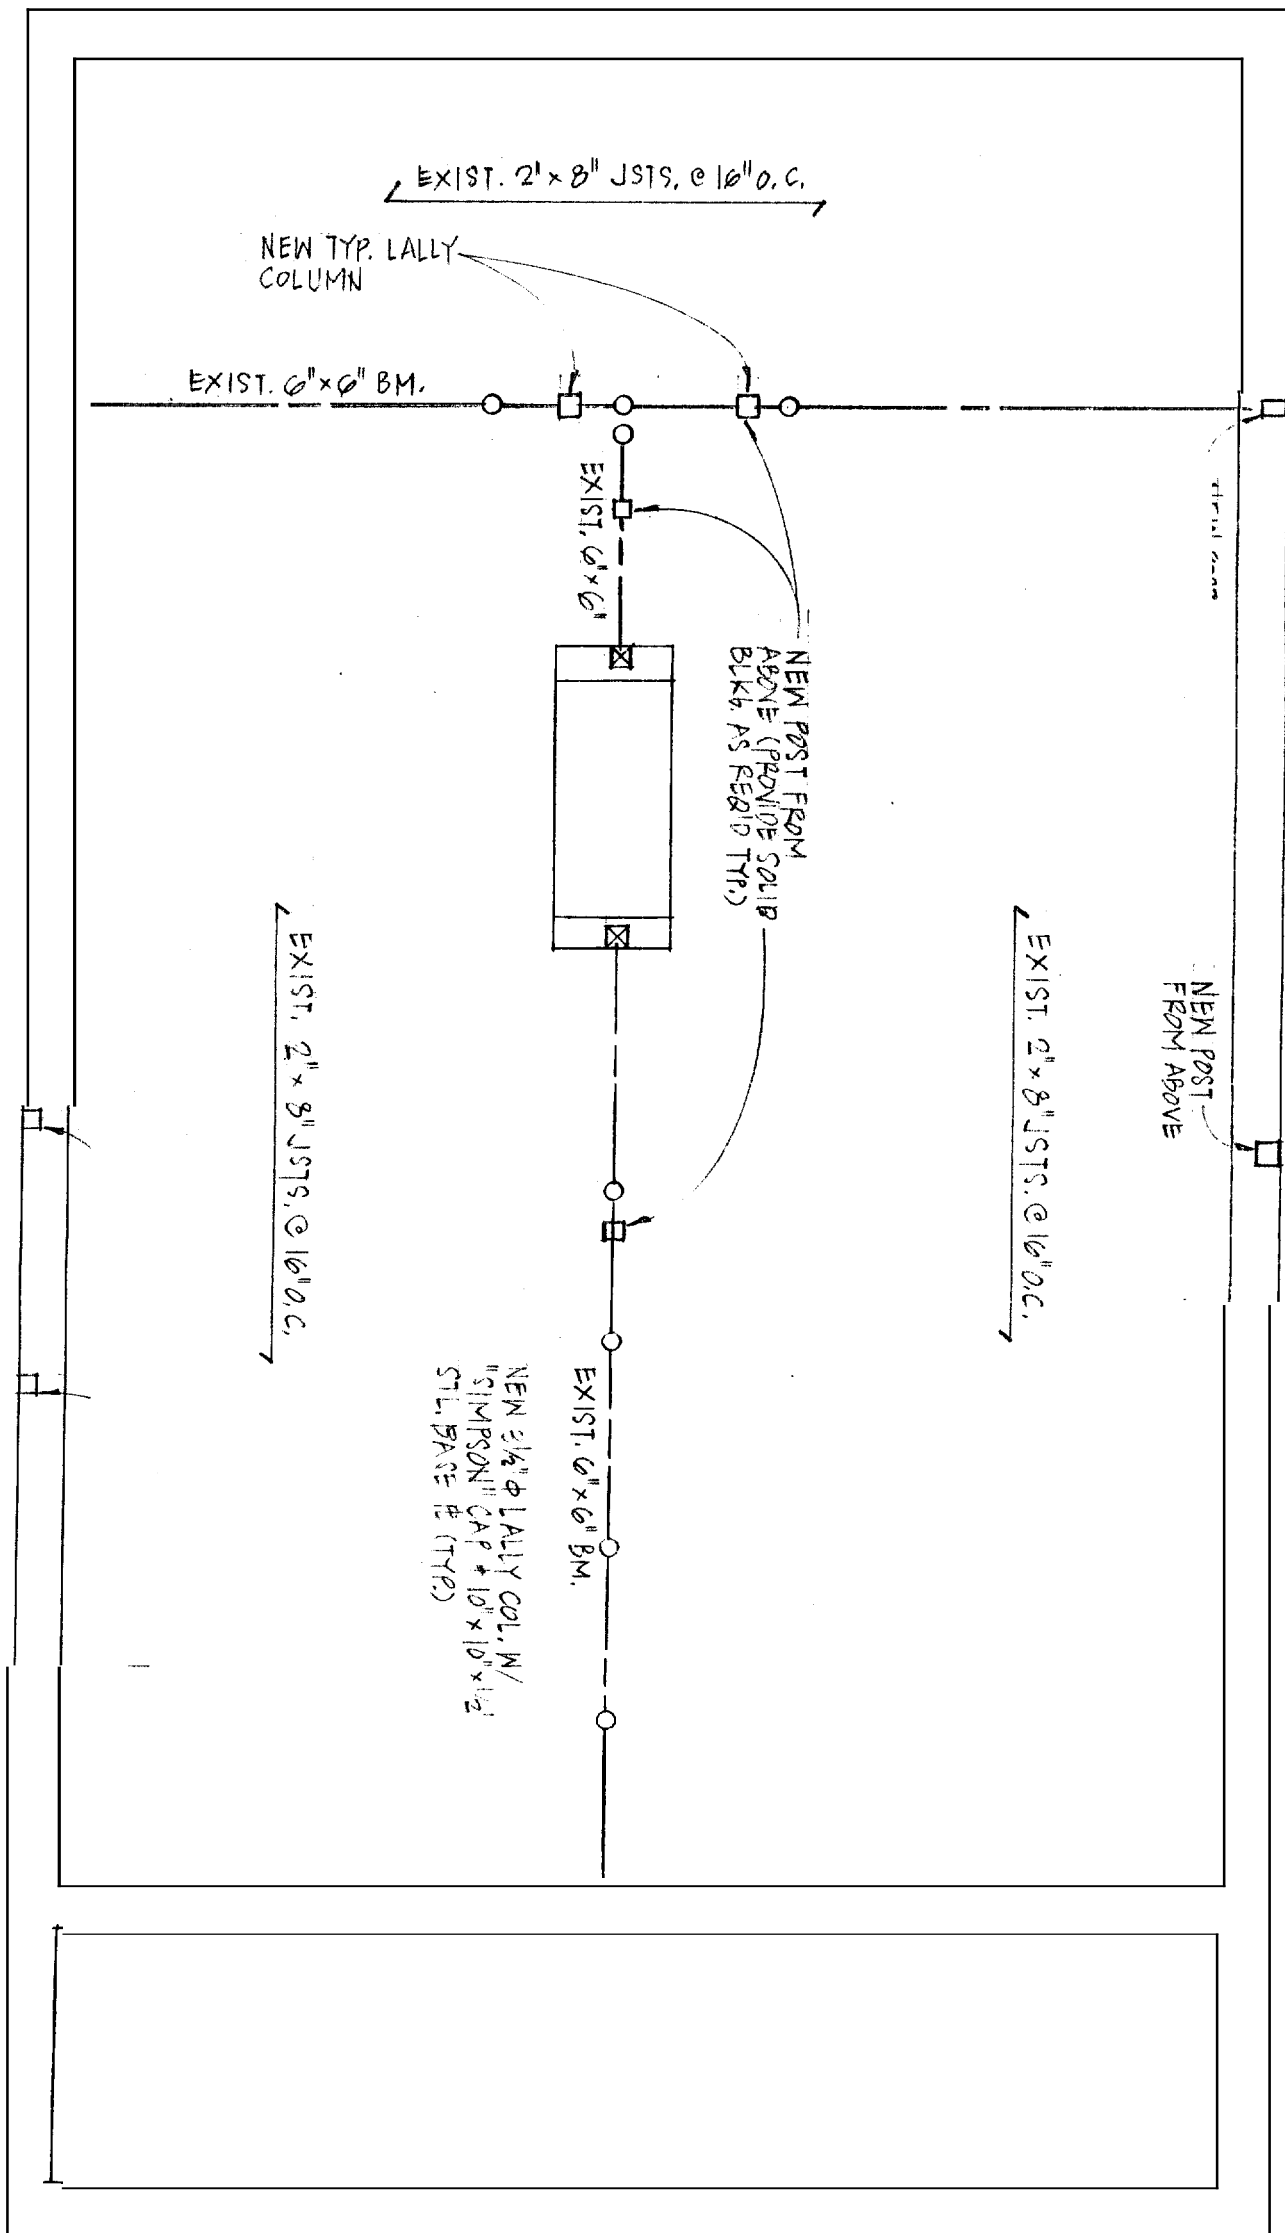 EXIST. 2" x 8" JSTS. @ 16" O.C.
NEW TYP. LALLY
COLUMN
EXIST. 6" x 6" BM.
EXIST. 6" x 6"
NEW POST FROM
ABOVE (PROVIDE SOLID
BLKG. AS REQ'D TYP.)
NEW POST
FROM ABOVE
EXIST. 2" x 8" JSTS. @ 16" O.C.
EXIST. 2" x 8" JSTS. @ 16" O.C.
EXIST. 6" x 6" BM.
NEW 3½" Φ LALLY COL. W/
"SIMPSON" CAP + 10" x 10" x ½"
STL. BASE PL (TYP.)